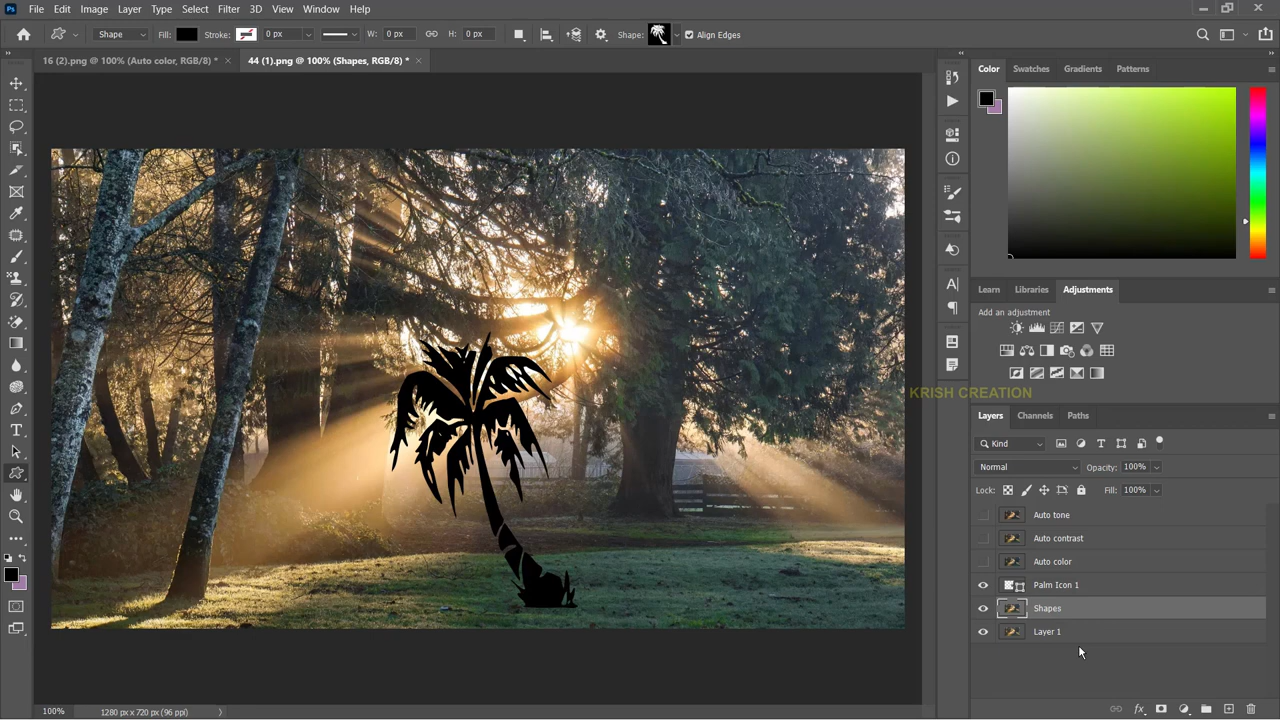 Ps File Edit Image Layer Type Select Filter 3D View Window Help
Shape Fill: Stroke: 0 px W: 0 px H: 0 px Shape: Align Edges
16 (2).png @ 100% (Auto color, RGB/8) * × 44 (1).png @ 100% (Shapes, RGB/8) * ×
Color Swatches Gradients Patterns
Learn Libraries Adjustments
Add an adjustment
KRISH CREATION
Layers Channels Paths
Kind
Normal Opacity: 100%
Lock: Fill: 100%
Auto tone
Auto contrast
Auto color
Palm Icon 1
Shapes
Layer 1
100% 1280 px x 720 px (96 ppi)